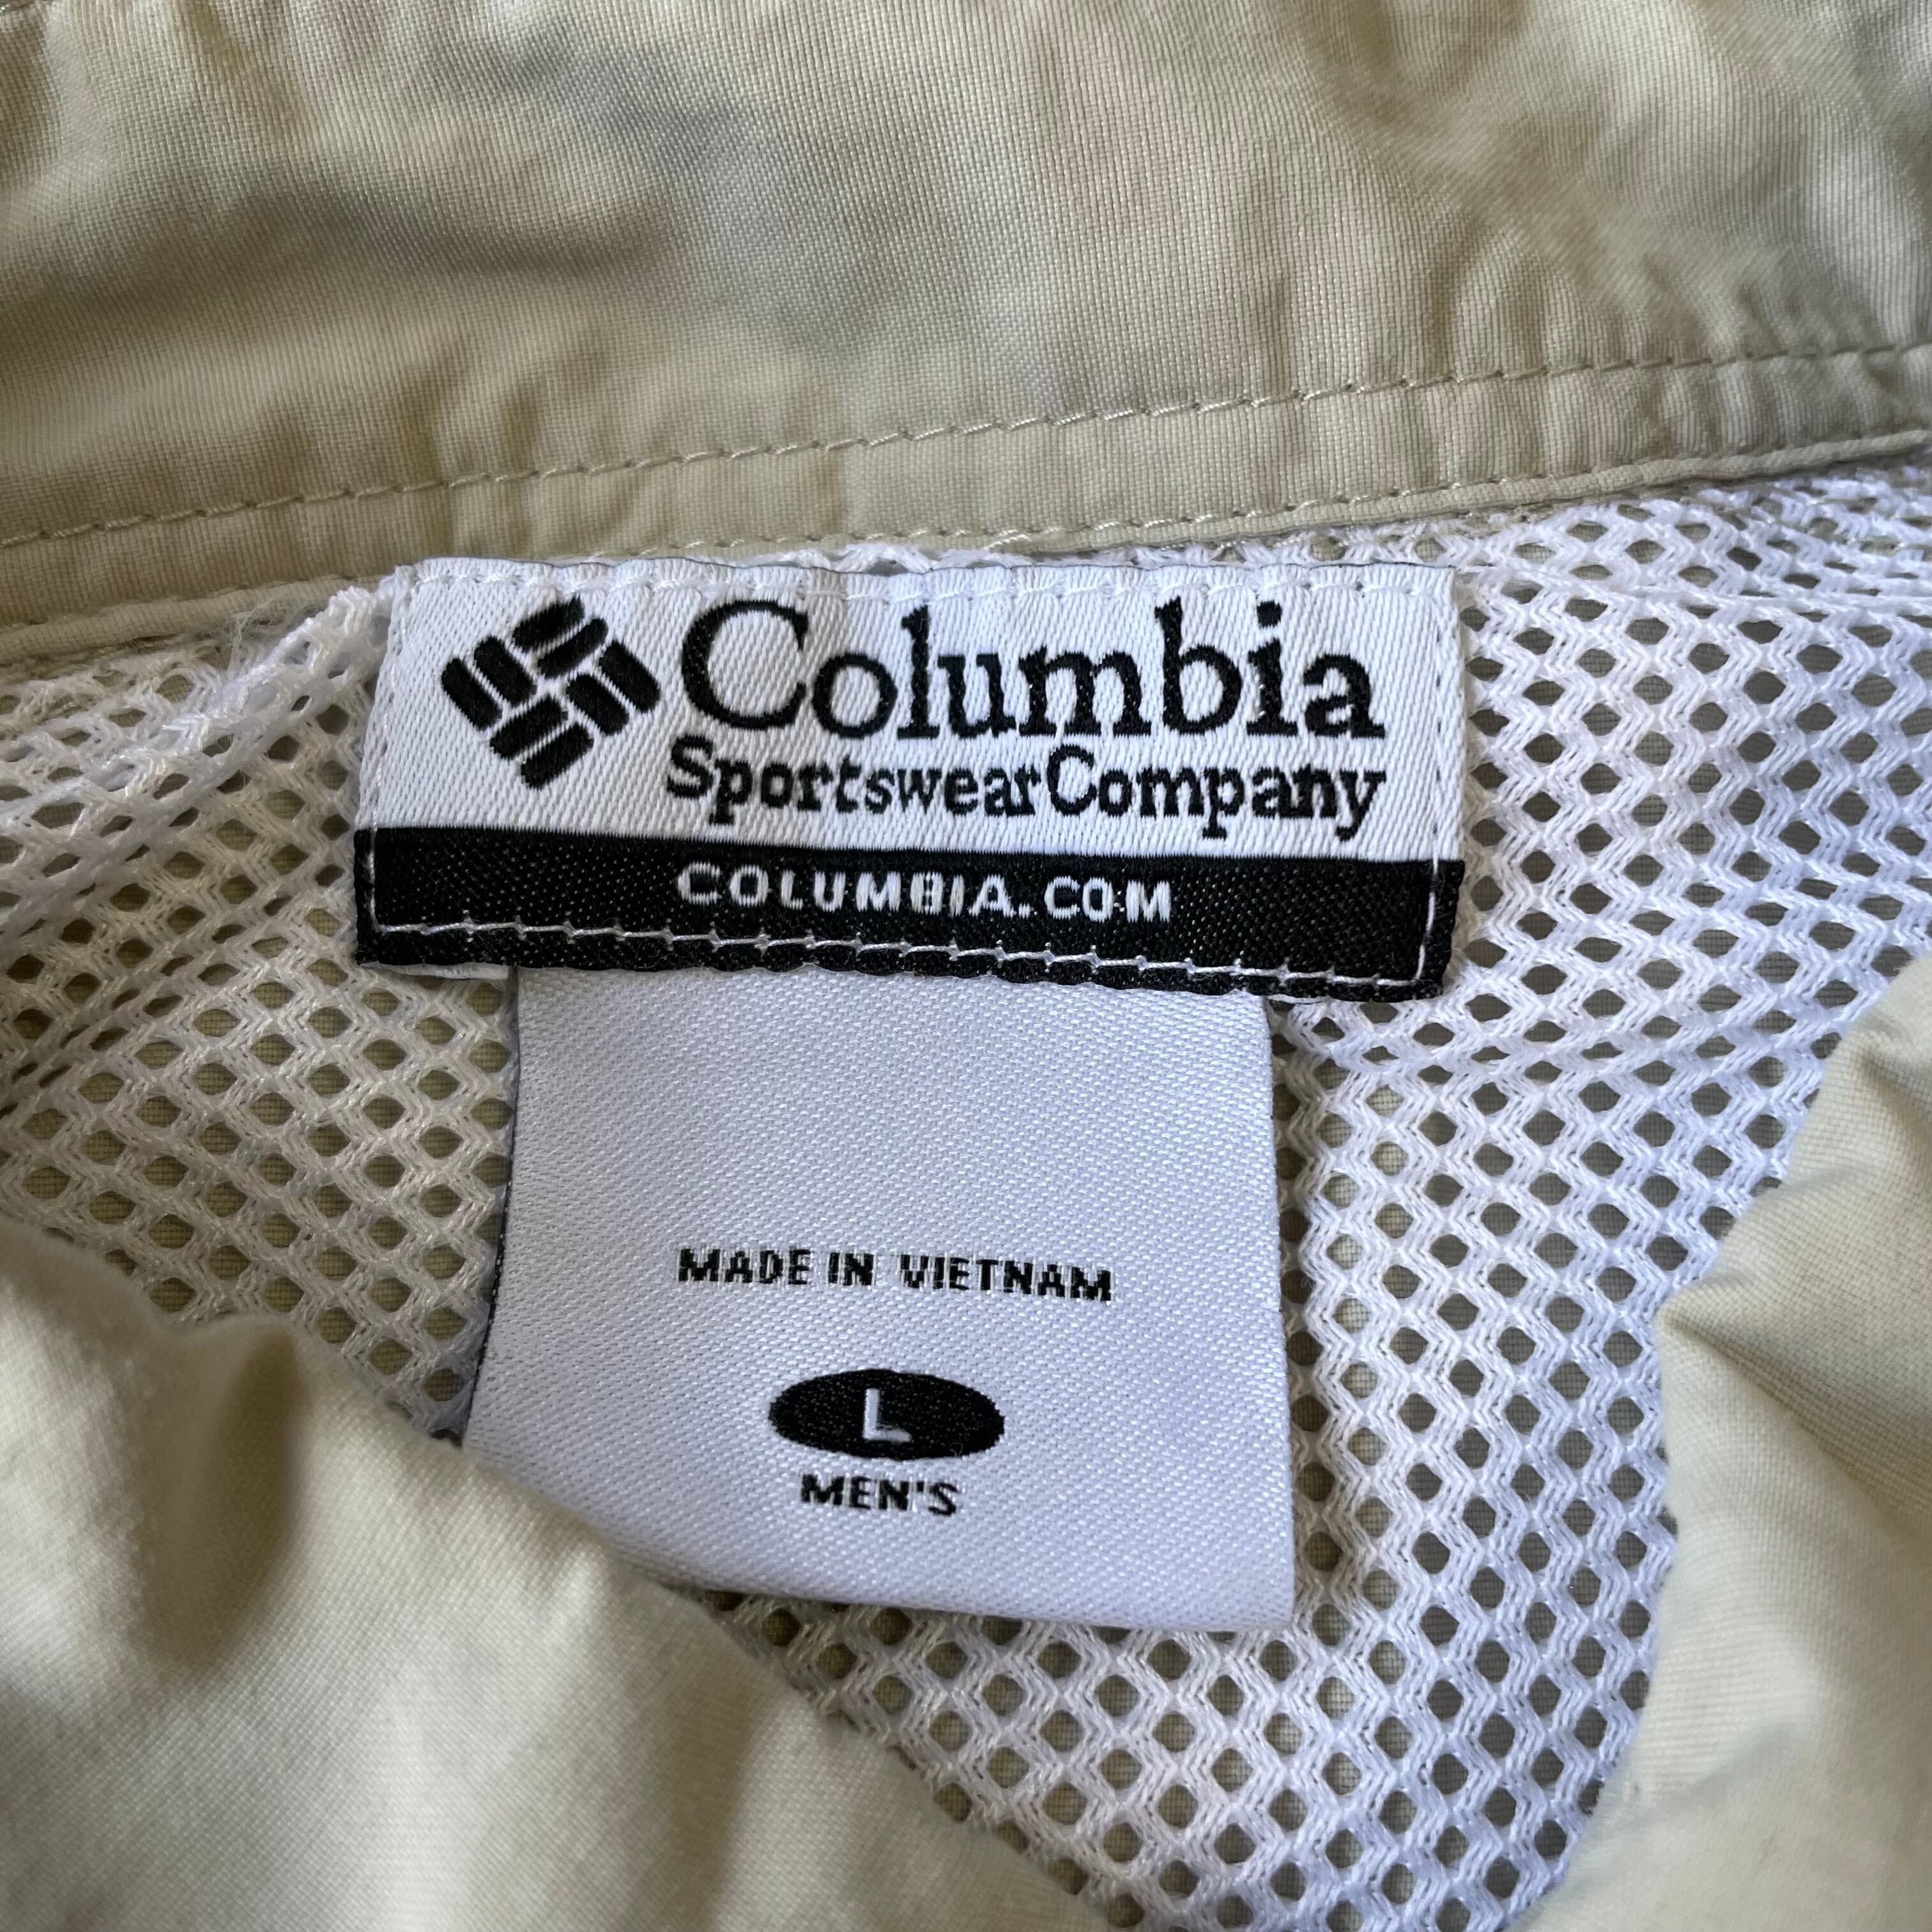 Columbia
Sportswear Company
COLUMBIA.COM
MADE IN VIETNAM
L
MEN'S